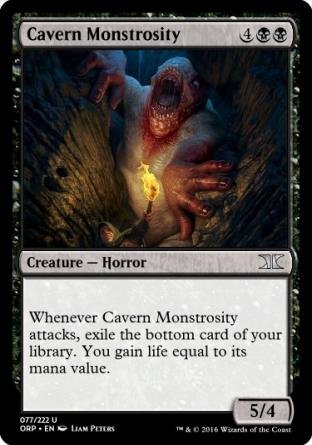 Cavern Monstrosity 4
Creature — Horror
Whenever Cavern Monstrosity
attacks, exile the bottom card of your
library. You gain life equal to its
mana value.
5/4
077/222 U
ORP • EN LIAM PETERS
™ & © 2016 Wizards of the Coast